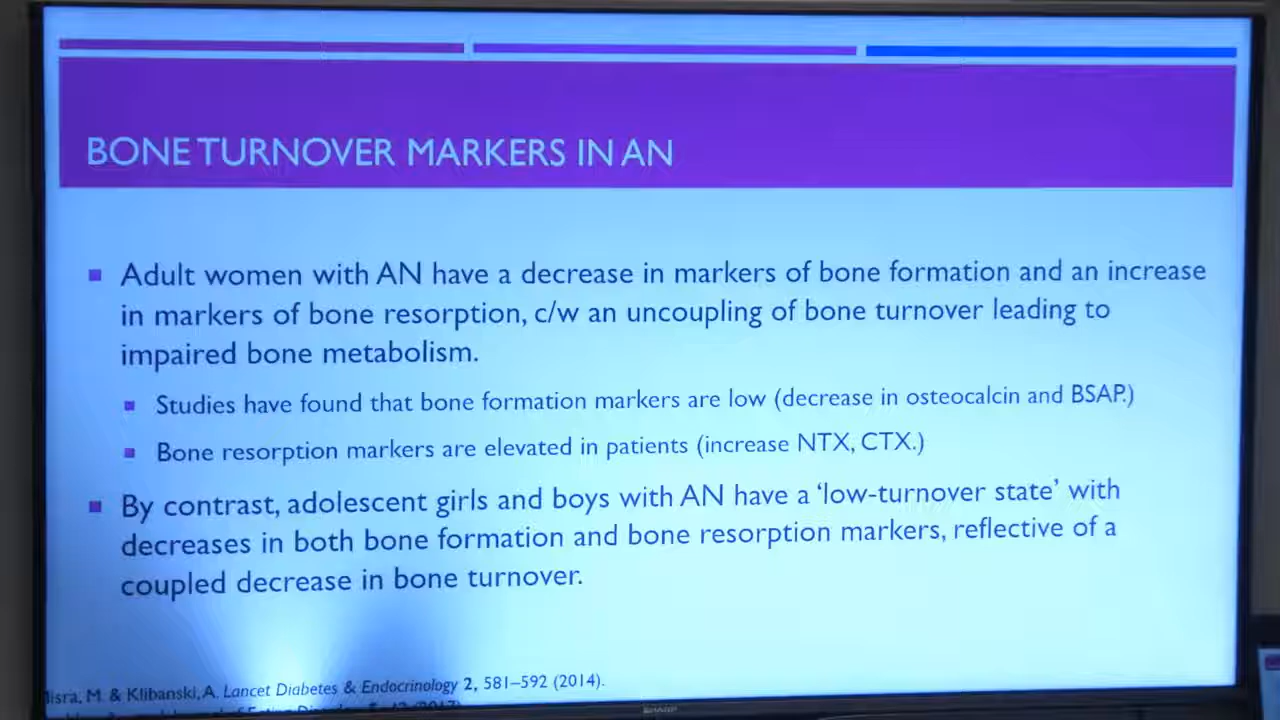 BONE TURNOVER MARKERS IN AN
Adult women with AN have a decrease in markers of bone formation and an increase
in markers of bone resorption, c/w an uncoupling of bone turnover leading to
impaired bone metabolism.
Studies have found that bone formation markers are low (decrease in osteocalcin and BSAP.)
Bone resorption markers are elevated in patients (increase NTX, CTX.)
By contrast, adolescent girls and boys with AN have a ‘low-turnover state’ with
decreases in both bone formation and bone resorption markers, reflective of a
coupled decrease in bone turnover.
M. & Klibanski, A. Lancet Diabetes & Endocrinology 2, 581–592 (2014).
SHARP